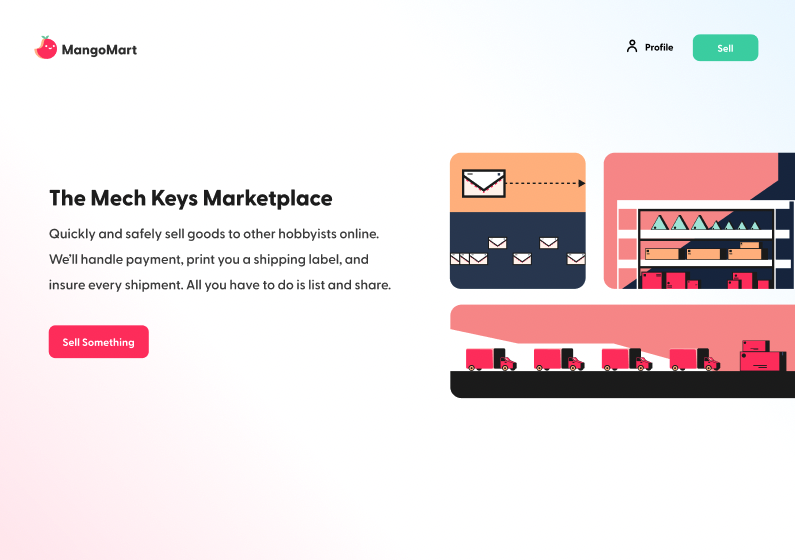 MangoMart
Profile
Sell
The Mech Keys Marketplace
Quickly and safely sell goods to other hobbyists online.
We'll handle payment, print you a shipping label, and
insure every shipment. All you have to do is list and share.
Sell Something